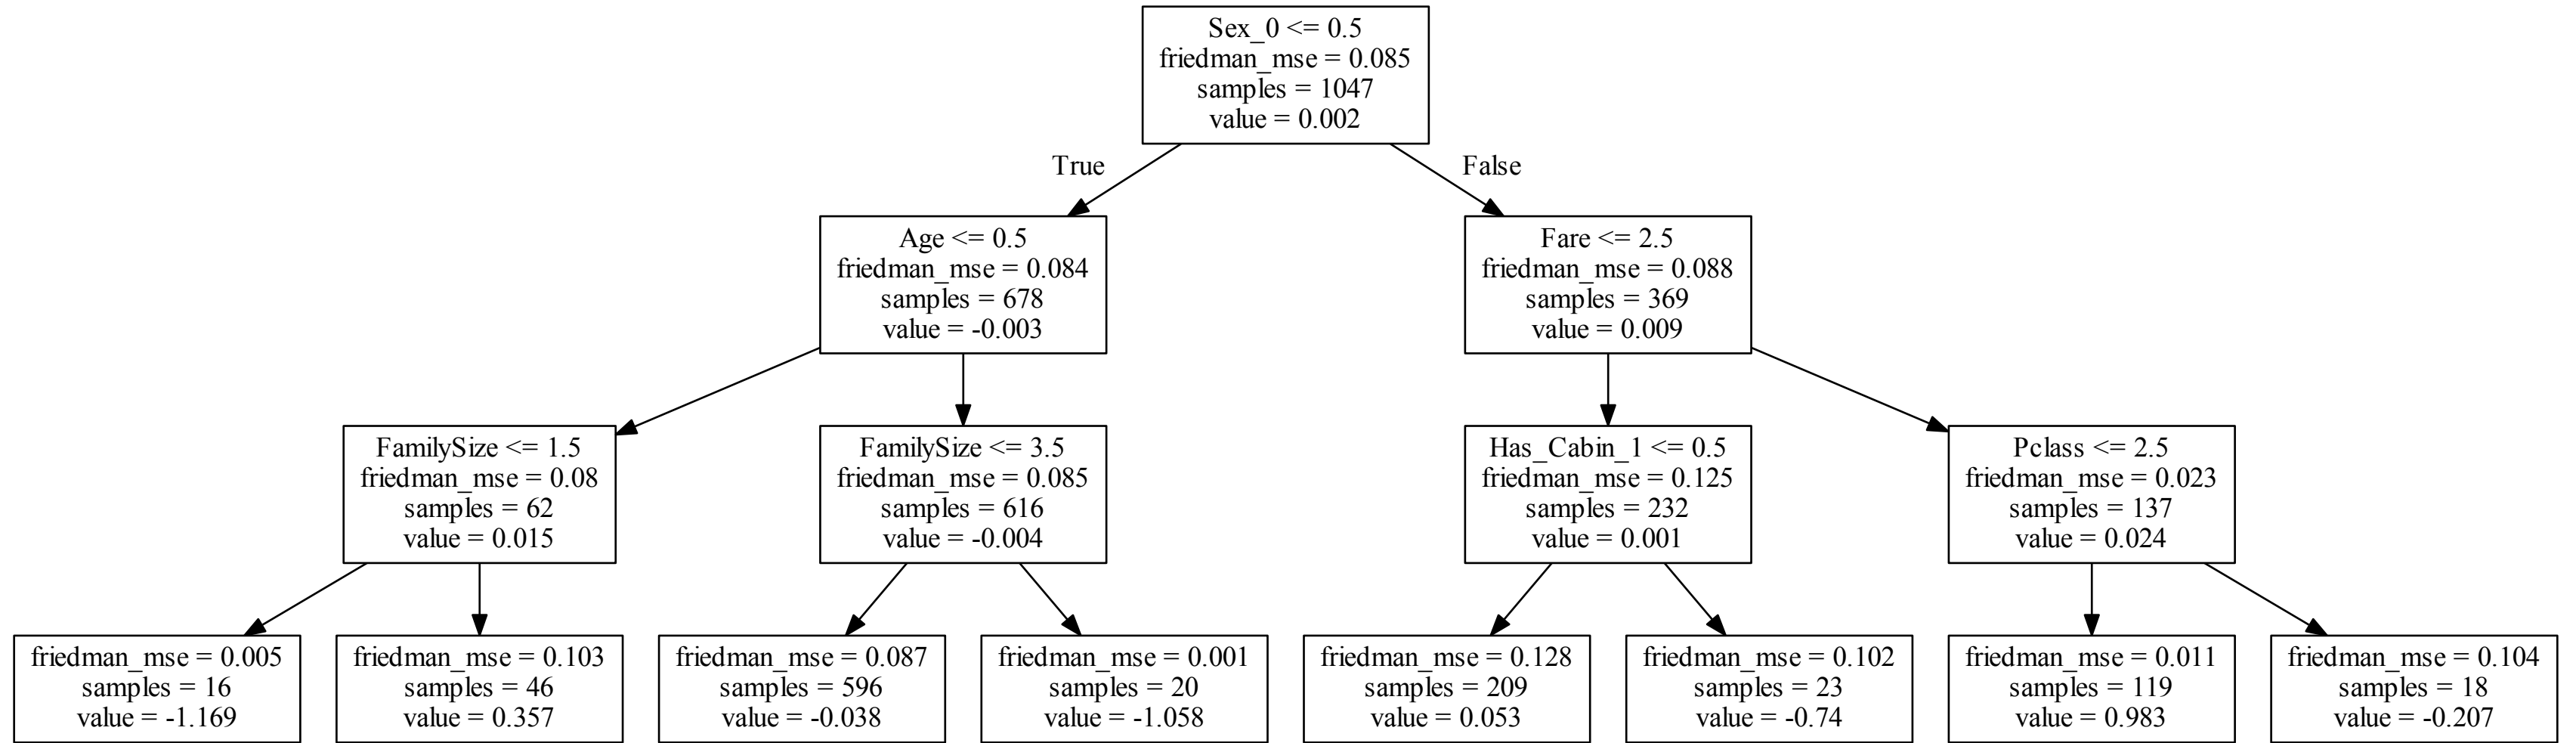 Sex_0 <= 0.5
friedman_mse = 0.085
samples = 1047
value = 0.002
True
False
Age <= 0.5
friedman_mse = 0.084
samples = 678
value = -0.003
Fare <= 2.5
friedman_mse = 0.088
samples = 369
value = 0.009
FamilySize <= 1.5
friedman_mse = 0.08
samples = 62
value = 0.015
FamilySize <= 3.5
friedman_mse = 0.085
samples = 616
value = -0.004
Has_Cabin_1 <= 0.5
friedman_mse = 0.125
samples = 232
value = 0.001
Pclass <= 2.5
friedman_mse = 0.023
samples = 137
value = 0.024
friedman_mse = 0.005
samples = 16
value = -1.169
friedman_mse = 0.103
samples = 46
value = 0.357
friedman_mse = 0.087
samples = 596
value = -0.038
friedman_mse = 0.001
samples = 20
value = -1.058
friedman_mse = 0.128
samples = 209
value = 0.053
friedman_mse = 0.102
samples = 23
value = -0.74
friedman_mse = 0.011
samples = 119
value = 0.983
friedman_mse = 0.104
samples = 18
value = -0.207